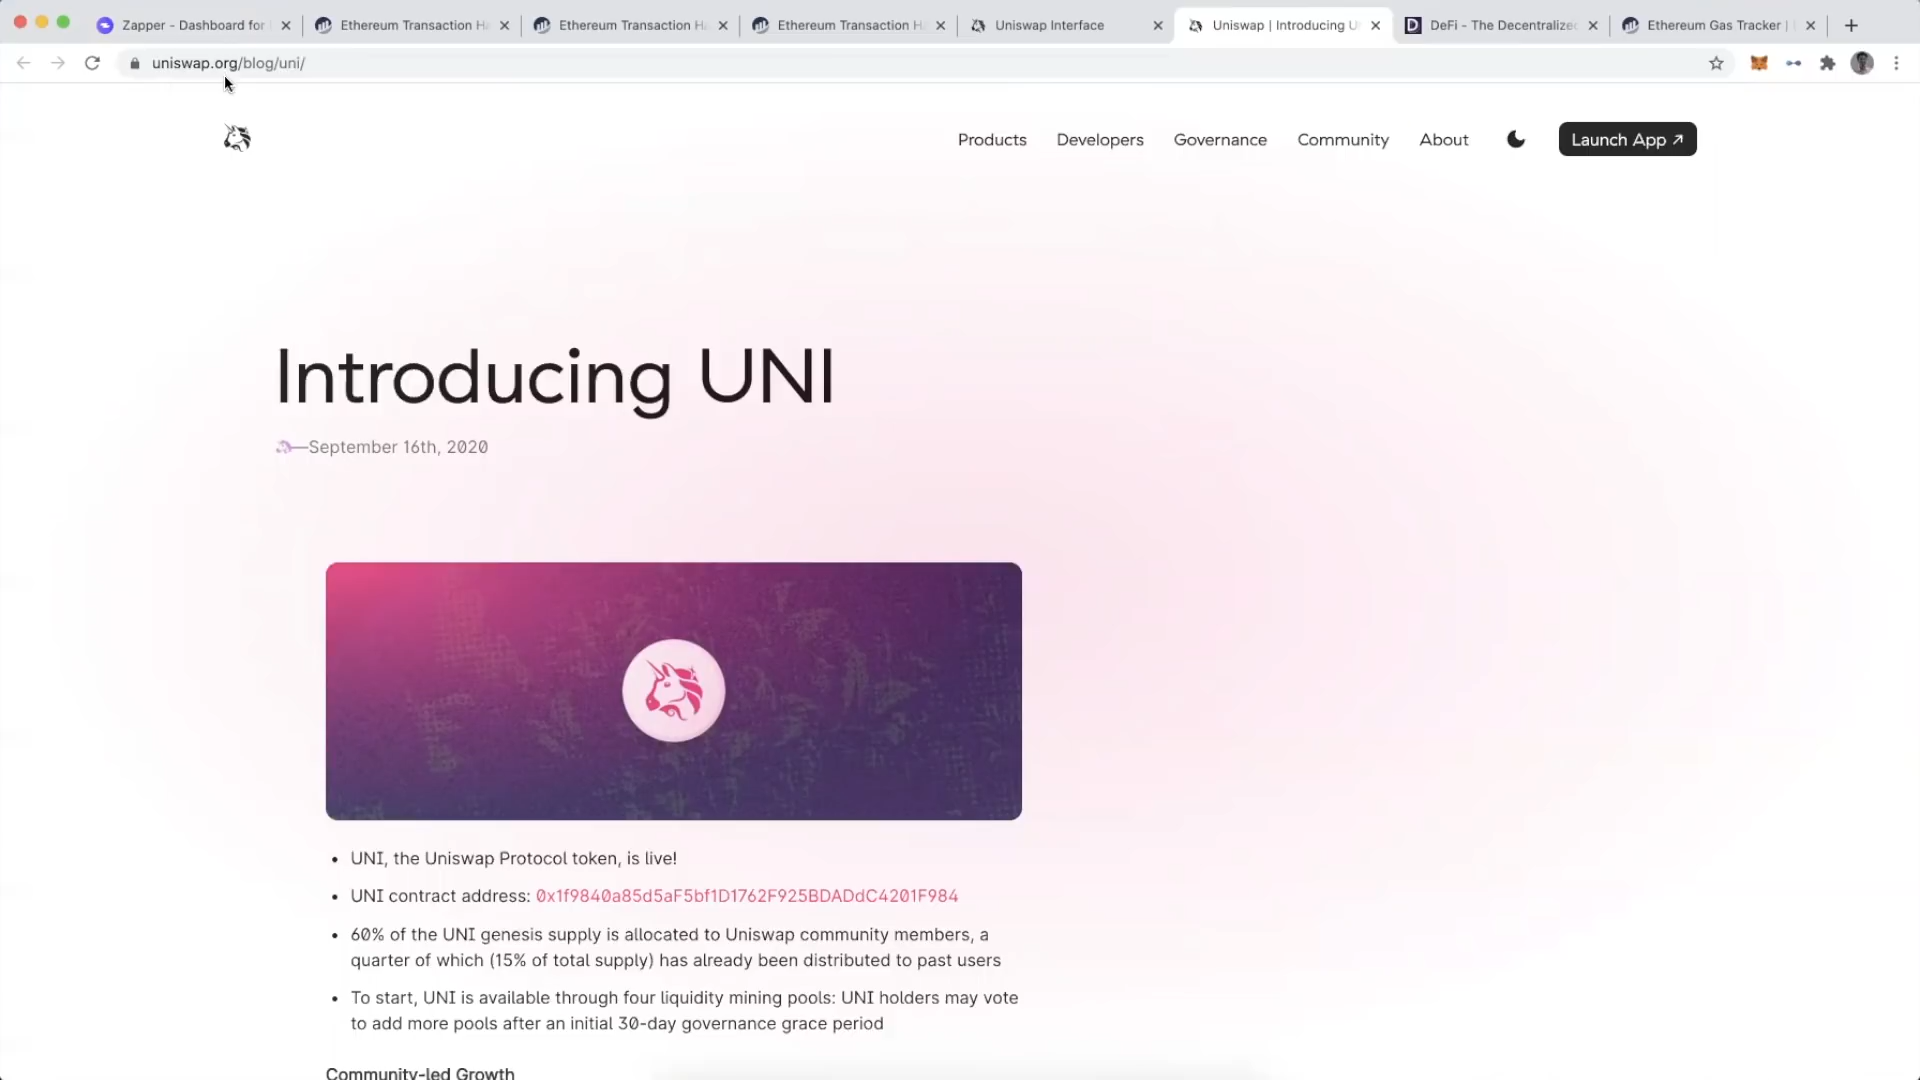 Zapper - Dashboard for
Ethereum Transaction H
Ethereum Transaction H
Ethereum Transaction H
Uniswap Interface
Uniswap | Introducing U
DeFi - The Decentralize
Ethereum Gas Tracker |
uniswap.org/blog/uni/
Products
Developers
Governance
Community
About
Launch App ↗
Introducing UNI
—September 16th, 2020
• UNI, the Uniswap Protocol token, is live!
• UNI contract address: 0x1f9840a85d5aF5bf1D1762F925BDADdC4201F984
• 60% of the UNI genesis supply is allocated to Uniswap community members, a
quarter of which (15% of total supply) has already been distributed to past users
• To start, UNI is available through four liquidity mining pools: UNI holders may vote
to add more pools after an initial 30-day governance grace period
Community-led Growth